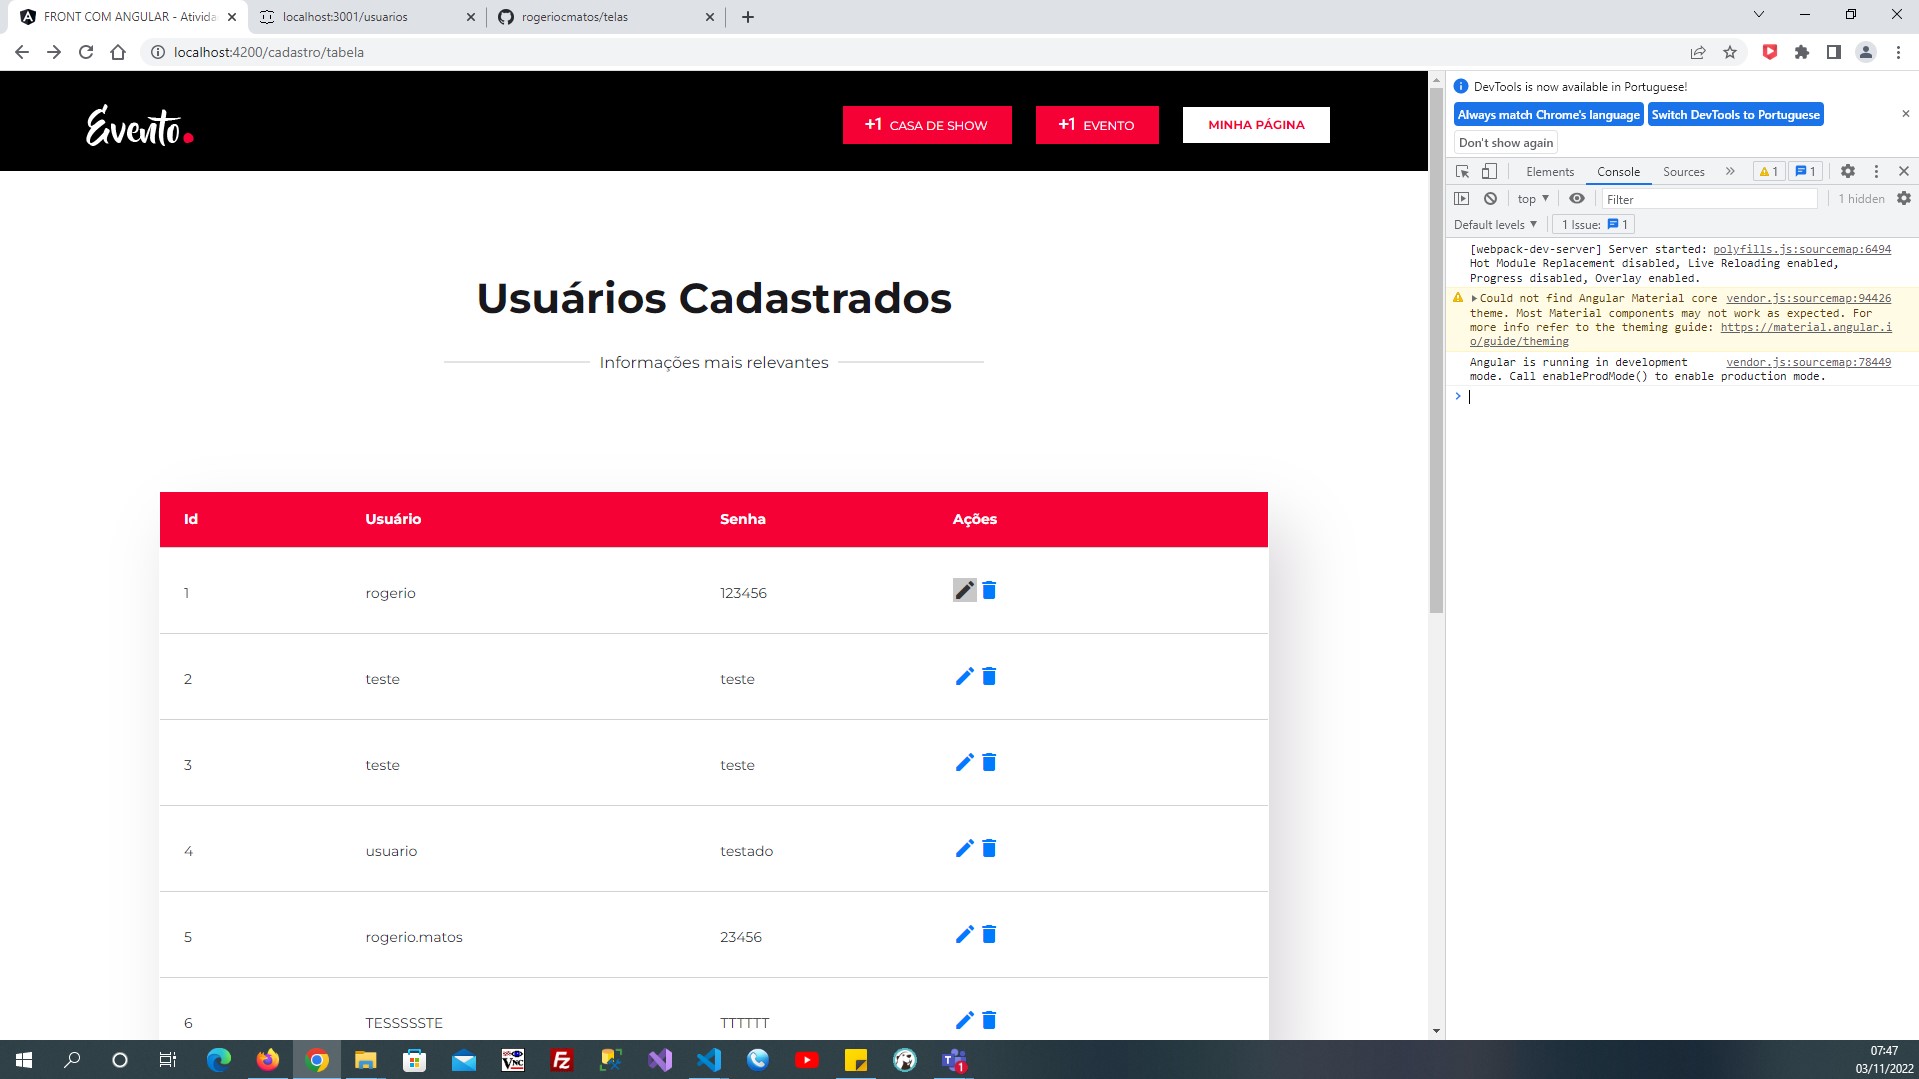 FRONT COM ANGULAR - Ativida
localhost:3001/usuarios
rogeriocmatos/telas
localhost:4200/cadastro/tabela
Evento.
+1 CASA DE SHOW
+1 EVENTO
MINHA PÁGINA
Usuários Cadastrados
Informações mais relevantes
Id Usuário Senha Ações
1 rogerio 123456
2 teste teste
3 teste teste
4 usuario testado
5 rogerio.matos 23456
6 TESSSSSTE TTTTTT
DevTools is now available in Portuguese!
Always match Chrome's language
Switch DevTools to Portuguese
Don't show again
Elements Console Sources » 1 1
top Filter 1 hidden
Default levels 1 Issue: 1
[webpack-dev-server] Server started: polyfills.js:sourcemap:6494
Hot Module Replacement disabled, Live Reloading enabled,
Progress disabled, Overlay enabled.
Could not find Angular Material core vendor.js:sourcemap:94426
theme. Most Material components may not work as expected. For
more info refer to the theming guide: https://material.angular.i
o/guide/theming
Angular is running in development vendor.js:sourcemap:78449
mode. Call enableProdMode() to enable production mode.
VNC
Fz
T 1
07:47
03/11/2022